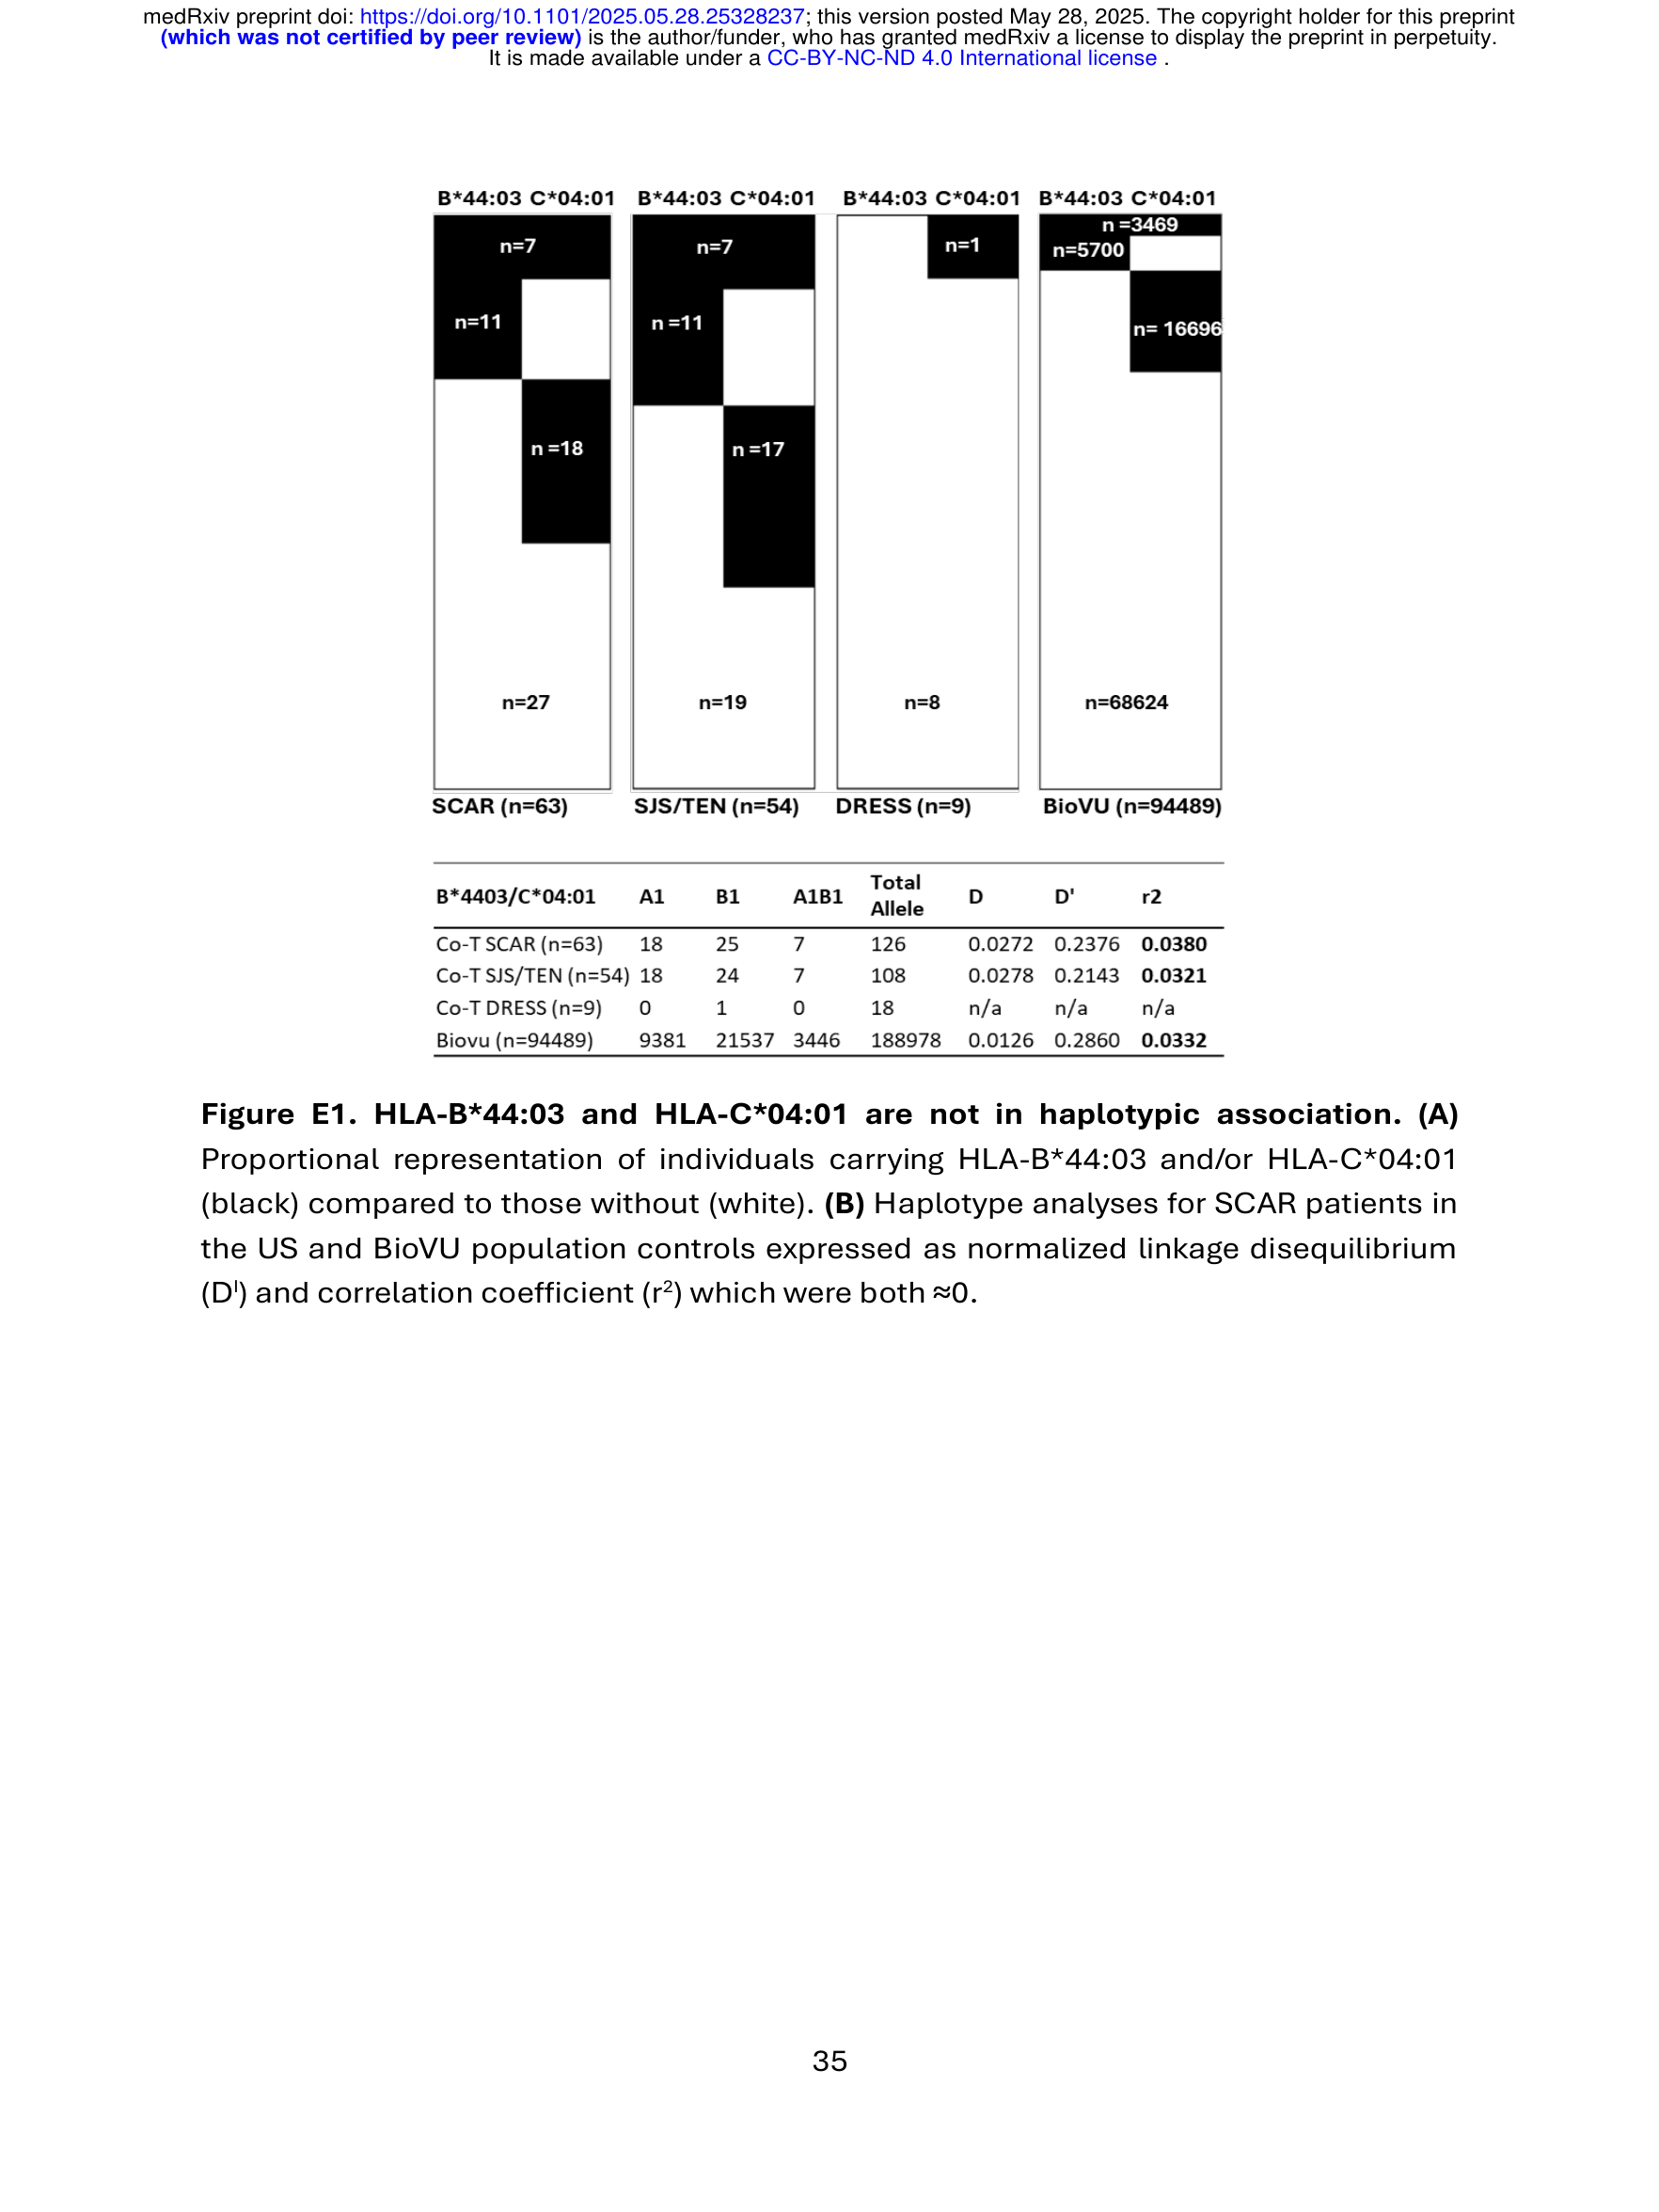 medRxiv preprint doi: https://doi.org/10.1101/2025.05.28.25328237; this version posted May 28, 2025. The copyright holder for this preprint
(which was not certified by peer review) is the author/funder, who has granted medRxiv a license to display the preprint in perpetuity.
It is made available under a CC-BY-NC-ND 4.0 International license .
B*44:03 C*04:01 B*44:03 C*04:01 B*44:03 C*04:01 B*44:03 C*04:01
n=7 n=7 n=1 n =3469
n=5700
n=11 n =11 n= 16696
n =18 n =17
n=27 n=19 n=8 n=68624
SCAR (n=63) SJS/TEN (n=54) DRESS (n=9) BioVU (n=94489)
B*4403/C*04:01 A1 B1 A1B1 Total Allele D D' r2
Co-T SCAR (n=63) 18 25 7 126 0.0272 0.2376 0.0380
Co-T SJS/TEN (n=54) 18 24 7 108 0.0278 0.2143 0.0321
Co-T DRESS (n=9) 0 1 0 18 n/a n/a n/a
Biovu (n=94489) 9381 21537 3446 188978 0.0126 0.2860 0.0332
Figure E1. HLA-B*44:03 and HLA-C*04:01 are not in haplotypic association. (A)
Proportional representation of individuals carrying HLA-B*44:03 and/or HLA-C*04:01
(black) compared to those without (white). (B) Haplotype analyses for SCAR patients in
the US and BioVU population controls expressed as normalized linkage disequilibrium
(D|) and correlation coefficient (r²) which were both ≈0.
35